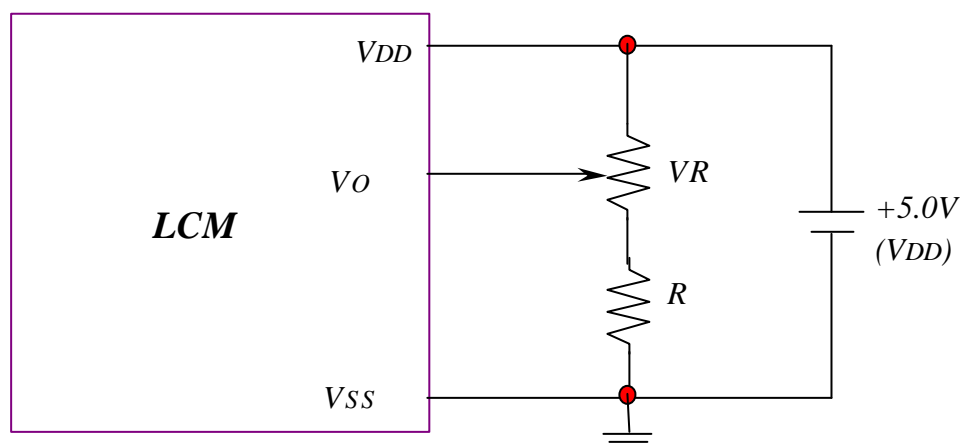 VDD
VO
VR
LCM
+5.0V
(VDD)
R
VSS